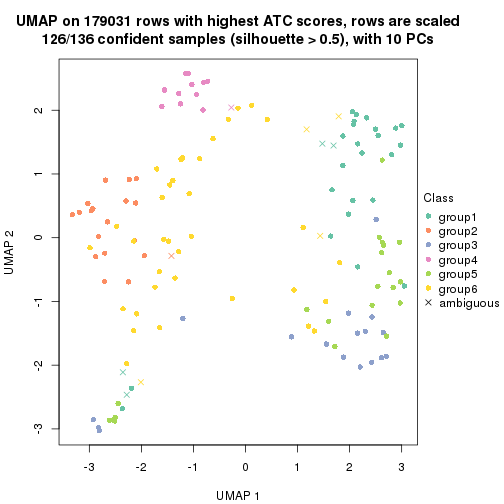 UMAP on 179031 rows with highest ATC scores, rows are scaled
126/136 confident samples (silhouette > 0.5), with 10 PCs
UMAP 2
2
1
0
-1
-2
-3
-3
-2
-1
0
1
2
3
UMAP 1
Class
group1
group2
group3
group4
group5
group6
ambiguous